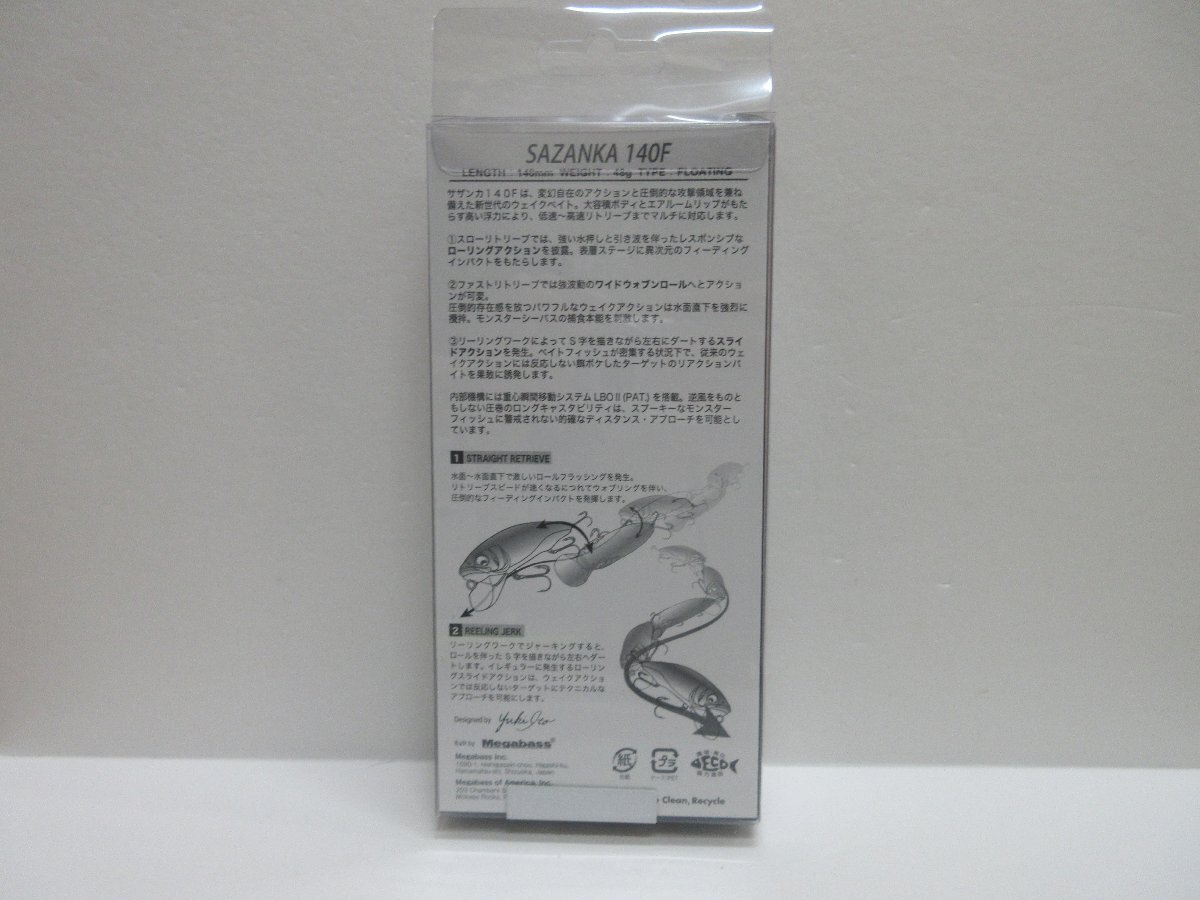 SAZANKA 140F
LENGTH : 140mm WEIGHT : 48g TYPE : FLOATING
サザンカ140Fは、変幻自在のアクションと圧倒的な攻撃領域を兼ね
備えた新世代のウェイクベイト。大容積ボディとエアルームリップがもた
らす高い浮力により、低速～高速リトリーブまでマルチに対応します。
①スローリトリーブでは、強い水押しと引き波を伴ったレスポンシブな
ローリングアクションを披露。表層ステージに異次元のフィーディング
インパクトをもたらします。
②ファストリトリーブでは強波動のワイドウォブンロールへとアクショ
ンが可変。
圧倒的存在感を放つパワフルなウェイクアクションは水面直下を強烈に
攪拌。モンスターシーバスの捕食本能を刺激します。
③リーリングワークによってS字を描きながら左右にダートするスライ
ドアクションを発生。ベイトフィッシュが密集する状況下で、従来のウェ
イクアクションには反応しない餌ボケしたターゲットのリアクションバ
イトを果敢に誘発します。
内部機構には重心瞬間移動システム LBOⅡ(PAT.)を搭載。逆風をものと
もしない圧巻のロングキャスタビリティは、スプーキーなモンスター
フィッシュに警戒されない的確なディスタンス・アプローチを可能とし
ています。
1 STRAIGHT RETRIEVE
水面～水面直下で激しいロールフラッシングを発生。
リトリーブスピードが速くなるにつれてウォブリングを伴い、
圧倒的なフィーディングインパクトを発揮します。
2 REELING JERK
リーリングワークでジャーキングすると、
ロールを伴ったS字を描きながら左右へダー
トします。イレギュラーに発生するローリン
グスライドアクションは、ウェイクアクショ
ンでは反応しないターゲットにテクニカルな
アプローチを可能にします。
Designed by Yuki Ito
Built by Megabass®
Megabass Inc.
Hamamatsu-shi, Shizuoka, Japan
Megabass of America, Inc.
紙
プラ
ECO
Clean, Recycle